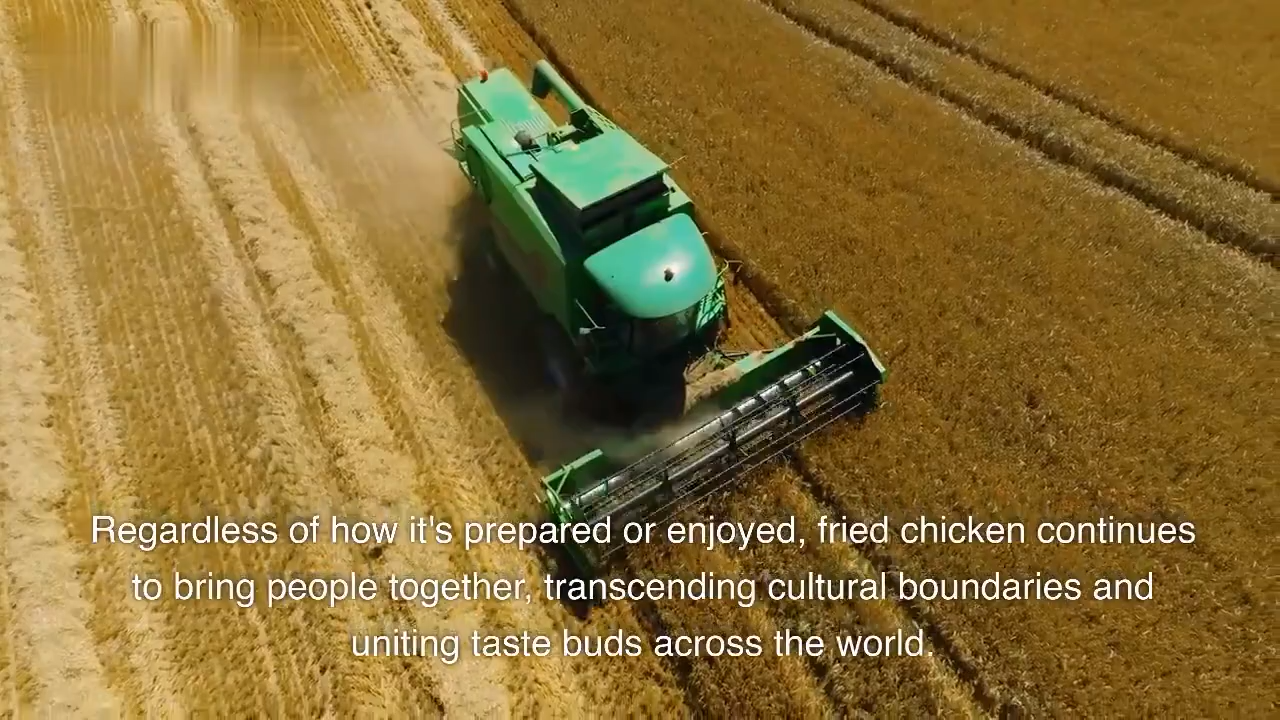 Regardless of how it's prepared or enjoyed, fried chicken continues
to bring people together, transcending cultural boundaries and
uniting taste buds across the world.